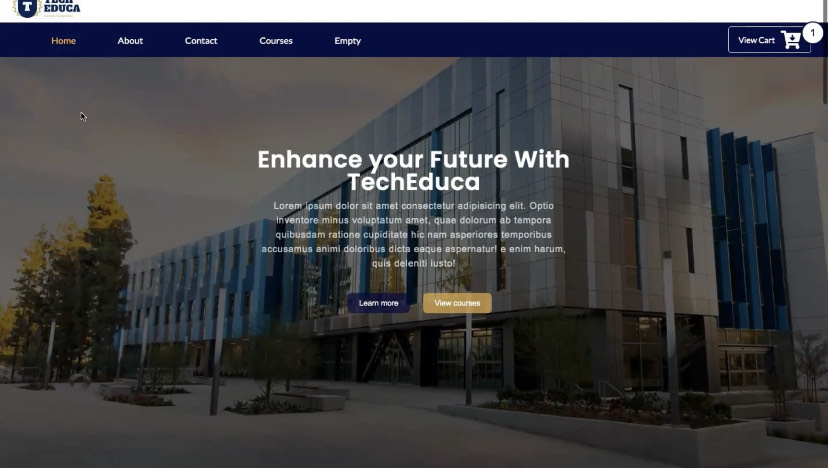 TECH
EDUCA
Home About Contact Courses Empty View Cart 1
Enhance your Future With
TechEduca
Lorem ipsum dolor sit amet consectetur adipisicing elit. Optio
inventore minus voluptatum amet, quae dolorum ab tempora
quibusdam ratione cupiditate hic nam asperiores temporibus
accusamus animi doloribus dicta eaque aspernatur! e enim harum,
quis deleniti iusto!
Learn more View courses